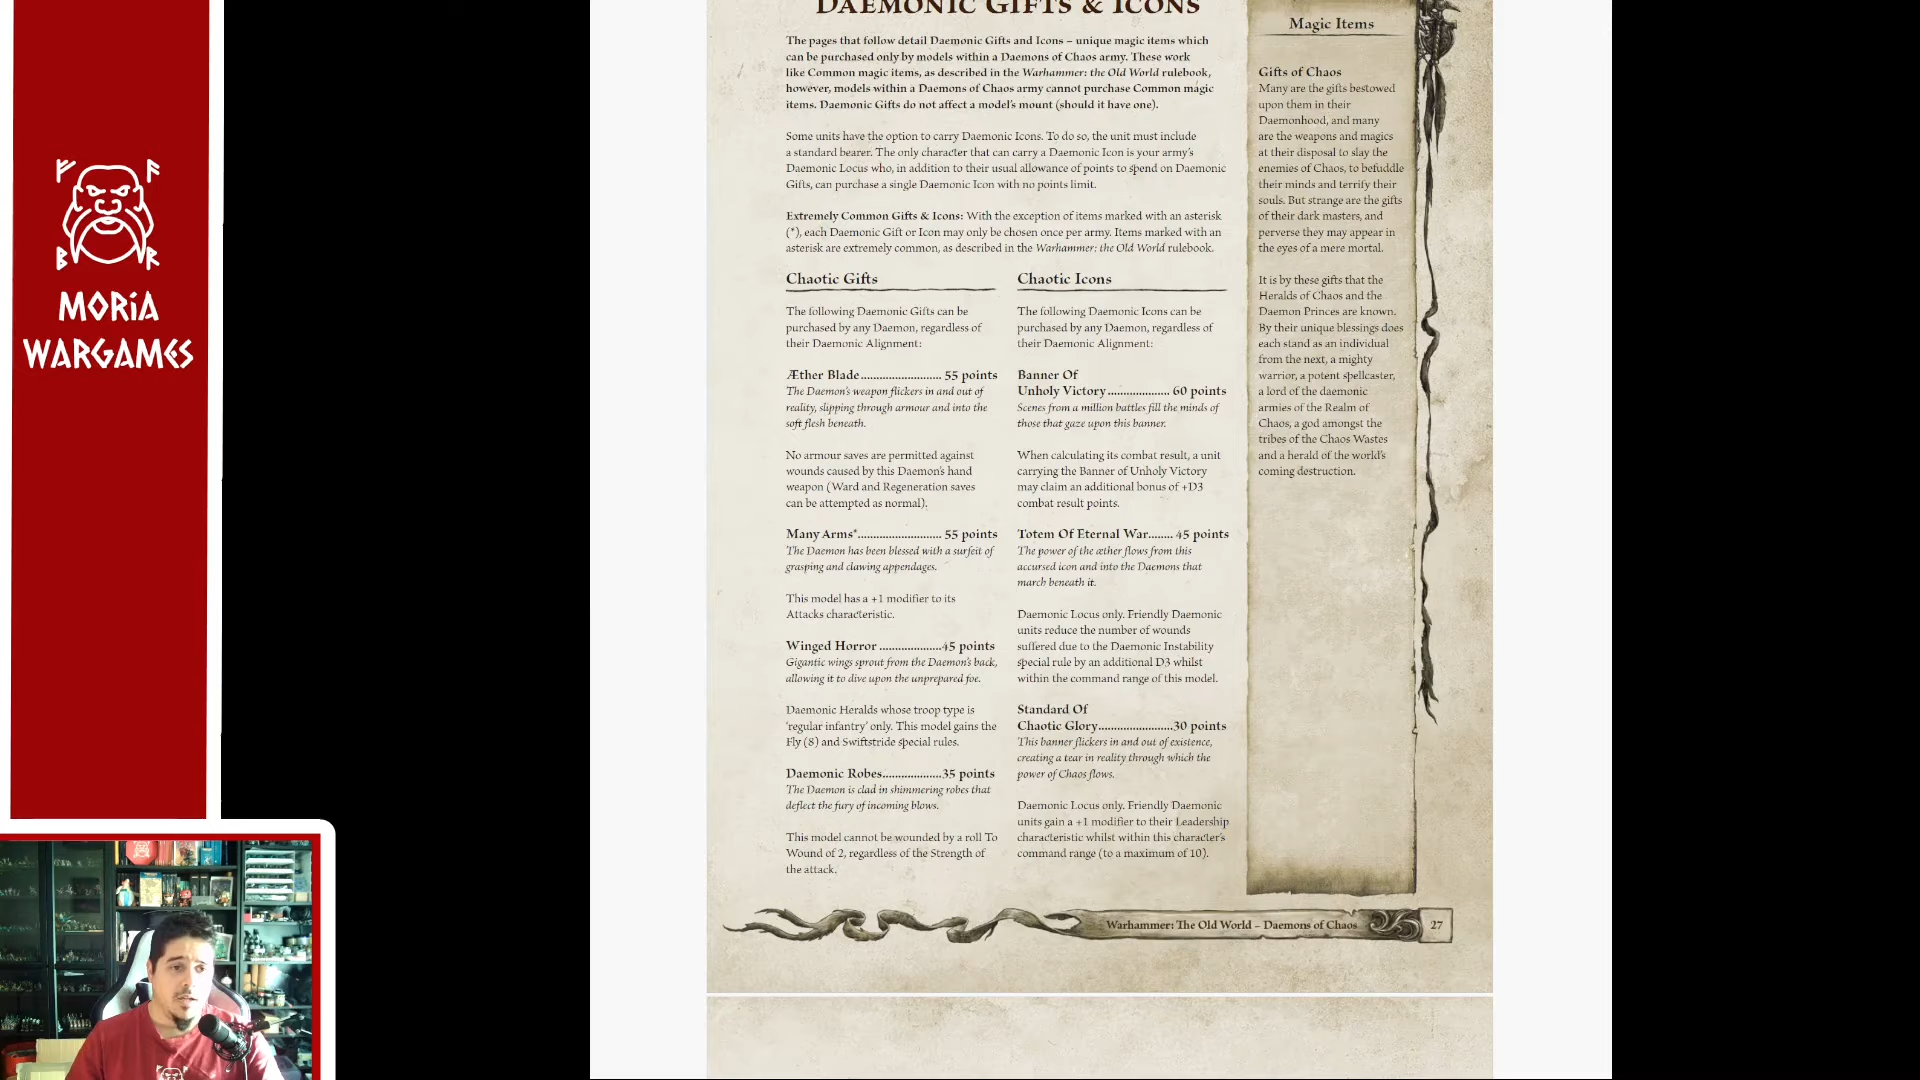 MORIA
WARGAMES
DAEMONIC GIFTS & ICONS
The pages that follow detail Daemonic Gifts and Icons – unique magic items which
can be purchased only by models within a Daemons of Chaos army. These work
like Common magic items, as described in the Warhammer: the Old World rulebook,
however, models within a Daemons of Chaos army cannot purchase Common magic
items. Daemonic Gifts do not affect a model's mount (should it have one).
Some units have the option to carry Daemonic Icons. To do so, the unit must include
a standard bearer. The only character that can carry a Daemonic Icon is your army's
Daemonic Locus who, in addition to their usual allowance of points to spend on Daemonic
Gifts, can purchase a single Daemonic Icon with no points limit.
Extremely Common Gifts & Icons: With the exception of items marked with an asterisk
(*), each Daemonic Gift or Icon may only be chosen once per army. Items marked with an
asterisk are extremely common, as described in the Warhammer: the Old World rulebook.
Chaotic Gifts
The following Daemonic Gifts can be
purchased by any Daemon, regardless of
their Daemonic Alignment:
Æther Blade.......................... 55 points
The Daemon's weapon flickers in and out of
reality, slipping through armour and into the
soft flesh beneath.
No armour saves are permitted against
wounds caused by this Daemon's hand
weapon (Ward and Regeneration saves
can be attempted as normal).
Many Arms*........................... 55 points
The Daemon has been blessed with a surfeit of
grasping and clawing appendages.
This model has a +1 modifier to its
Attacks characteristic.
Winged Horror ....................45 points
Gigantic wings sprout from the Daemon's back,
allowing it to dive upon the unprepared foe.
Daemonic Heralds whose troop type is
'regular infantry' only. This model gains the
Fly (8) and Swiftstride special rules.
Daemonic Robes...................35 points
The Daemon is clad in shimmering robes that
deflect the fury of incoming blows.
This model cannot be wounded by a roll To
Wound of 2, regardless of the Strength of
the attack.
Chaotic Icons
The following Daemonic Icons can be
purchased by any Daemon, regardless of
their Daemonic Alignment:
Banner Of
Unholy Victory.................... 60 points
Scenes from a million battles fill the minds of
those that gaze upon this banner.
When calculating its combat result, a unit
carrying the Banner of Unholy Victory
may claim an additional bonus of +D3
combat result points.
Totem Of Eternal War........ 45 points
The power of the æther flows from this
accursed icon and into the Daemons that
march beneath it.
Daemonic Locus only. Friendly Daemonic
units reduce the number of wounds
suffered due to the Daemonic Instability
special rule by an additional D3 whilst
within the command range of this model.
Standard Of
Chaotic Glory........................30 points
This banner flickers in and out of existence,
creating a tear in reality through which the
power of Chaos flows.
Daemonic Locus only. Friendly Daemonic
units gain a +1 modifier to their Leadership
characteristic whilst within this character's
command range (to a maximum of 10).
Magic Items
Gifts of Chaos
Many are the gifts bestowed
upon them in their
Daemonhood, and many
are the weapons and magics
at their disposal to slay the
enemies of Chaos, to befuddle
their minds and terrify their
souls. But strange are the gifts
of their dark masters, and
perverse they may appear in
the eyes of a mere mortal.
It is by these gifts that the
Heralds of Chaos and the
Daemon Princes are known.
By their unique blessings does
each stand as an individual
from the next, a mighty
warrior, a potent spellcaster,
a lord of the daemonic
armies of the Realm of
Chaos, a god amongst the
tribes of the Chaos Wastes
and a herald of the world's
coming destruction.
Warhammer: The Old World – Daemons of Chaos
27